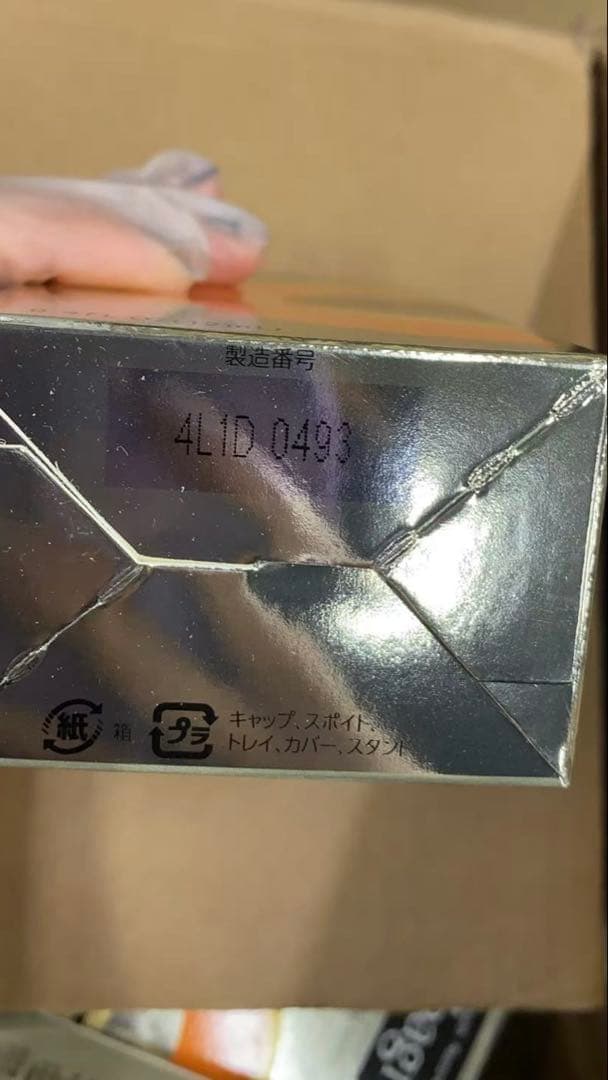 製造番号
4L1D 0493
紙 箱
プラ キャップ、スポイト、
トレイ、カバー、スタンド